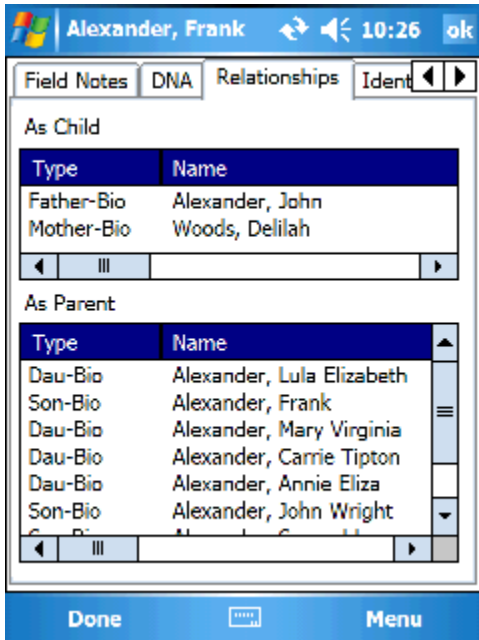 Alexander, Frank 10:26 ok
Field Notes DNA Relationships Ident
As Child
Type Name
Father-Bio Alexander, John
Mother-Bio Woods, Delilah
As Parent
Type Name
Dau-Bio Alexander, Lula Elizabeth
Son-Bio Alexander, Frank
Dau-Bio Alexander, Mary Virginia
Dau-Bio Alexander, Carrie Tipton
Dau-Bio Alexander, Annie Eliza
Son-Bio Alexander, John Wright
Done Menu